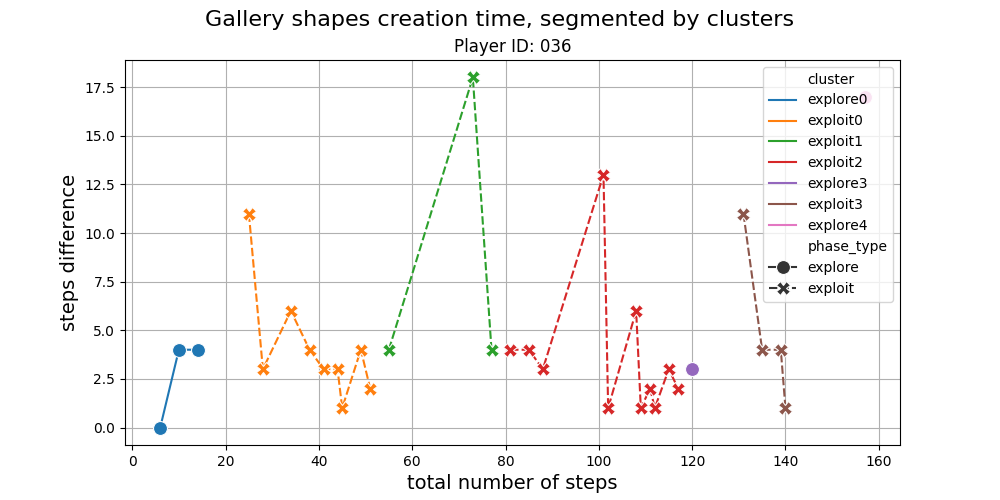 Gallery shapes creation time, segmented by clusters
Player ID: 036
steps difference
17.5
15.0
12.5
10.0
7.5
5.0
2.5
0.0
0 20 40 60 80 100 120 140 160
total number of steps
cluster
explore0
exploit0
exploit1
exploit2
explore3
exploit3
explore4
phase_type
explore
exploit